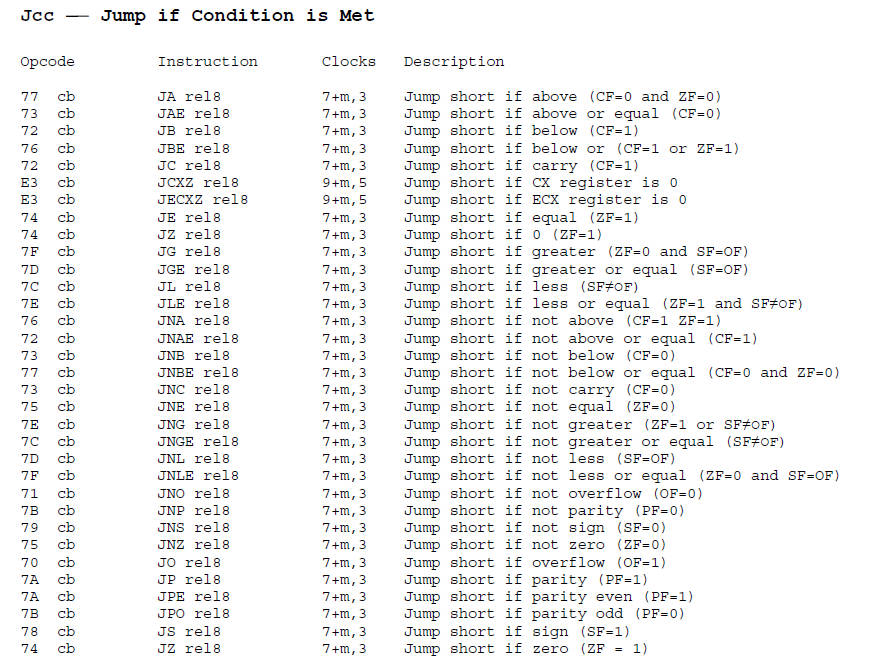 Jcc –– Jump if Condition is Met
Opcode Instruction Clocks Description
77 cb JA rel8 7+m,3 Jump short if above (CF=0 and ZF=0)
73 cb JAE rel8 7+m,3 Jump short if above or equal (CF=0)
72 cb JB rel8 7+m,3 Jump short if below (CF=1)
76 cb JBE rel8 7+m,3 Jump short if below or (CF=1 or ZF=1)
72 cb JC rel8 7+m,3 Jump short if carry (CF=1)
E3 cb JCXZ rel8 9+m,5 Jump short if CX register is 0
E3 cb JECXZ rel8 9+m,5 Jump short if ECX register is 0
74 cb JE rel8 7+m,3 Jump short if equal (ZF=1)
74 cb JZ rel8 7+m,3 Jump short if 0 (ZF=1)
7F cb JG rel8 7+m,3 Jump short if greater (ZF=0 and SF=OF)
7D cb JGE rel8 7+m,3 Jump short if greater or equal (SF=OF)
7C cb JL rel8 7+m,3 Jump short if less (SF≠OF)
7E cb JLE rel8 7+m,3 Jump short if less or equal (ZF=1 and SF≠OF)
76 cb JNA rel8 7+m,3 Jump short if not above (CF=1 ZF=1)
72 cb JNAE rel8 7+m,3 Jump short if not above or equal (CF=1)
73 cb JNB rel8 7+m,3 Jump short if not below (CF=0)
77 cb JNBE rel8 7+m,3 Jump short if not below or equal (CF=0 and ZF=0)
73 cb JNC rel8 7+m,3 Jump short if not carry (CF=0)
75 cb JNE rel8 7+m,3 Jump short if not equal (ZF=0)
7E cb JNG rel8 7+m,3 Jump short if not greater (ZF=1 or SF≠OF)
7C cb JNGE rel8 7+m,3 Jump short if not greater or equal (SF≠OF)
7D cb JNL rel8 7+m,3 Jump short if not less (SF=OF)
7F cb JNLE rel8 7+m,3 Jump short if not less or equal (ZF=0 and SF=OF)
71 cb JNO rel8 7+m,3 Jump short if not overflow (OF=0)
7B cb JNP rel8 7+m,3 Jump short if not parity (PF=0)
79 cb JNS rel8 7+m,3 Jump short if not sign (SF=0)
75 cb JNZ rel8 7+m,3 Jump short if not zero (ZF=0)
70 cb JO rel8 7+m,3 Jump short if overflow (OF=1)
7A cb JP rel8 7+m,3 Jump short if parity (PF=1)
7A cb JPE rel8 7+m,3 Jump short if parity even (PF=1)
7B cb JPO rel8 7+m,3 Jump short if parity odd (PF=0)
78 cb JS rel8 7+m,3 Jump short if sign (SF=1)
74 cb JZ rel8 7+m,3 Jump short if zero (ZF = 1)